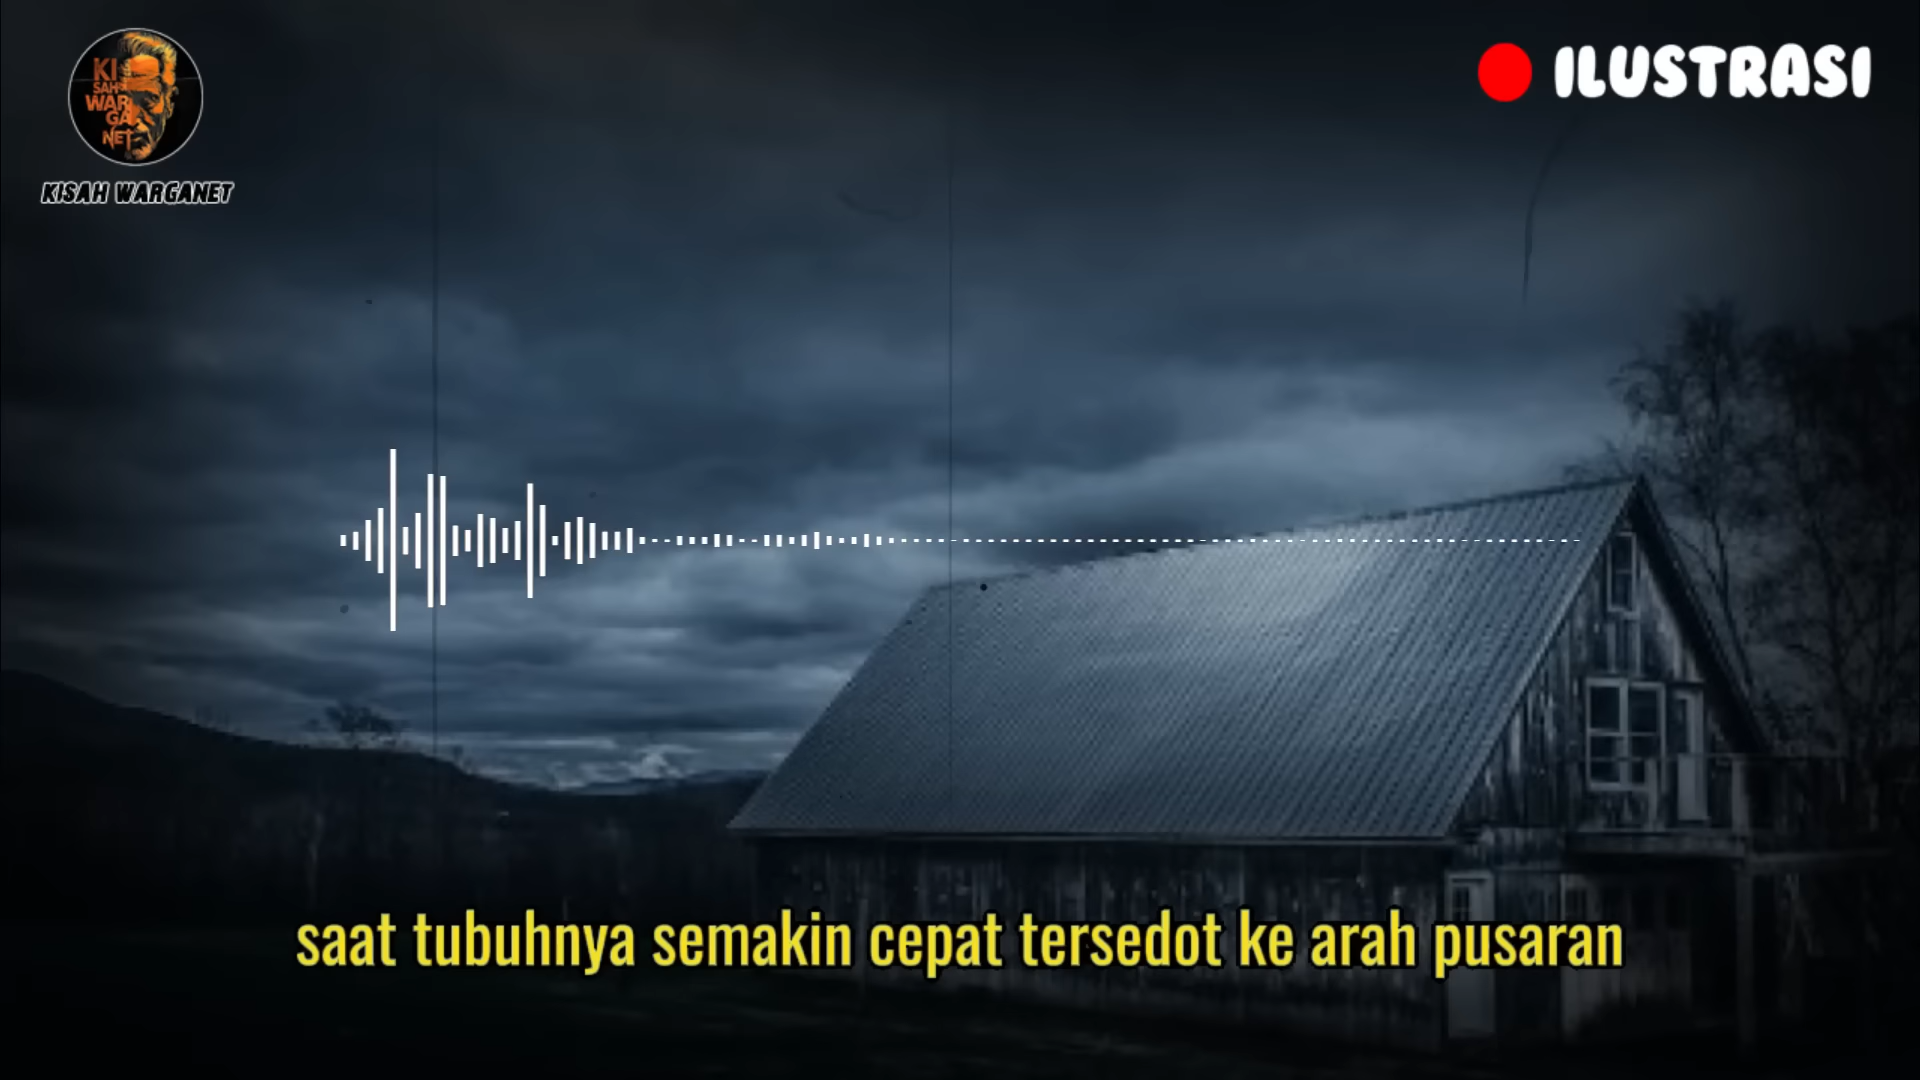 KI
SAH
WAR
GA
NET
KISAH WARGANET
ILUSTRASI
saat tubuhnya semakin cepat tersedot ke arah pusaran